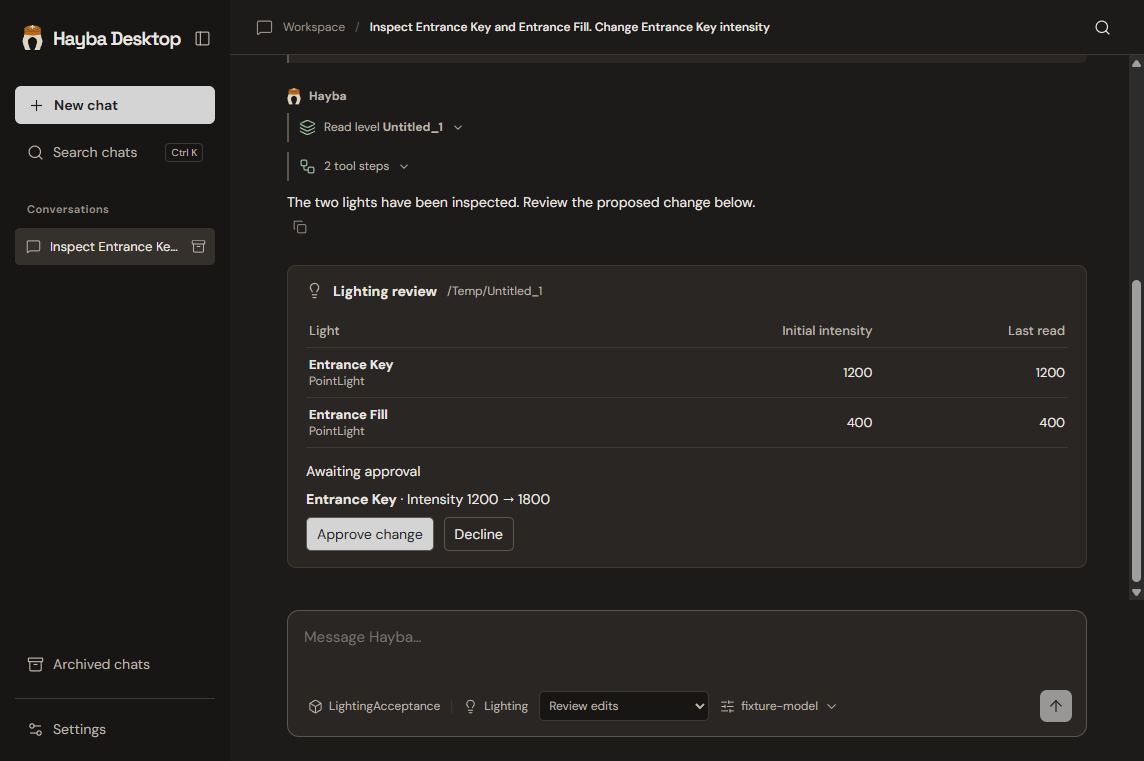 Hayba Desktop
New chat
Search chats
Ctrl K
Conversations
Inspect Entrance Ke...
Archived chats
Settings
Workspace / Inspect Entrance Key and Entrance Fill. Change Entrance Key intensity
Hayba
Read level Untitled_1
2 tool steps
The two lights have been inspected. Review the proposed change below.
Lighting review /Temp/Untitled_1
Light Initial intensity Last read
Entrance Key
PointLight
1200 1200
Entrance Fill
PointLight
400 400
Awaiting approval
Entrance Key · Intensity 1200 → 1800
Approve change Decline
Message Hayba...
LightingAcceptance Lighting Review edits fixture-model